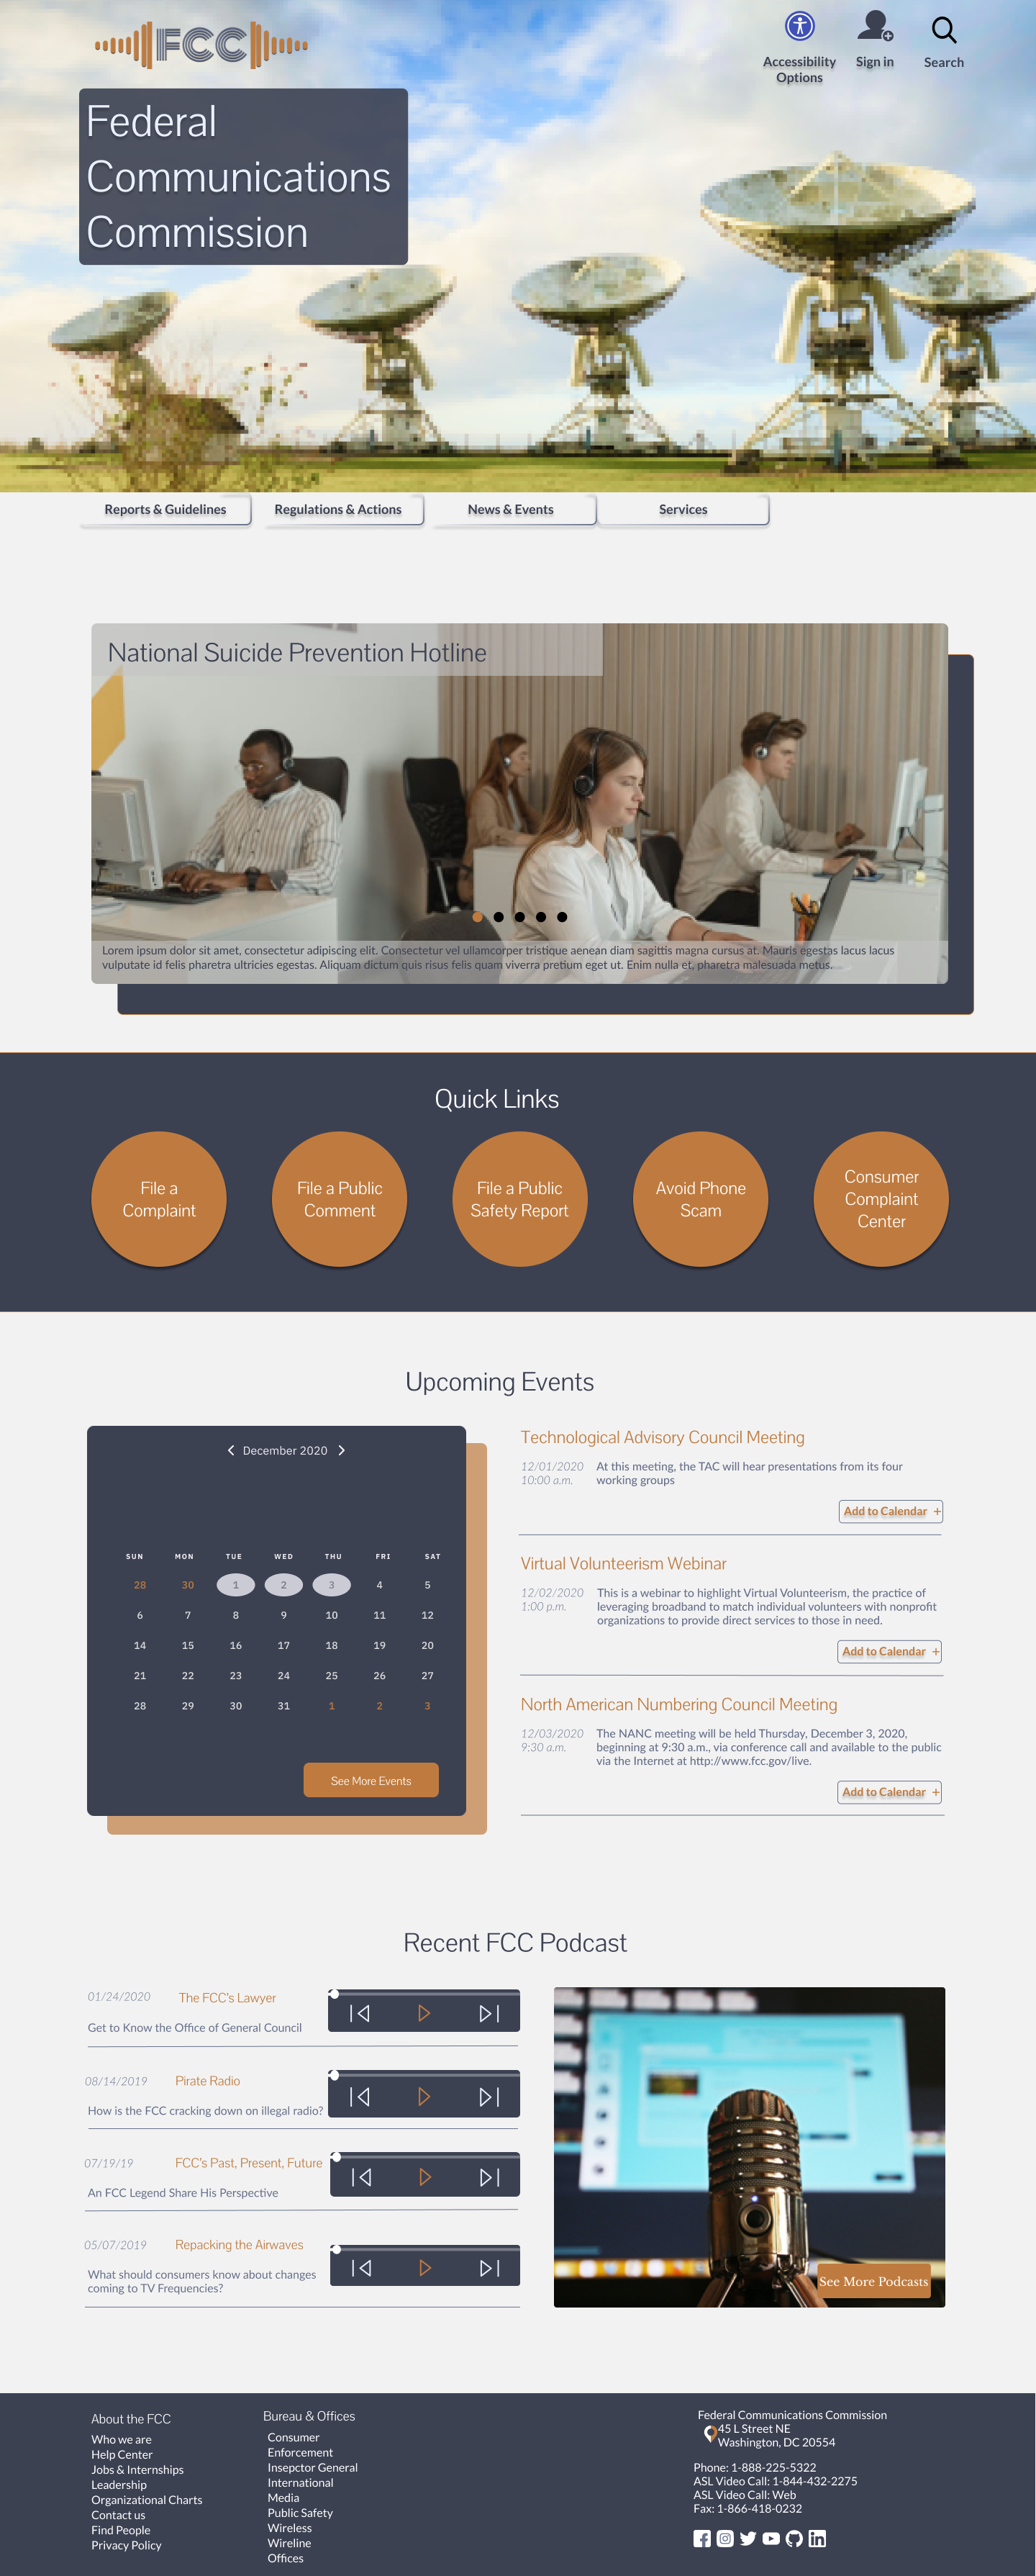 FCC
Accessibility
Options
Sign in
Search
Federal
Communications
Commission
Reports & Guidelines
Regulations & Actions
News & Events
Services
National Suicide Prevention Hotline
Lorem ipsum dolor sit amet, consectetur adipiscing elit. Consectetur vel ullamcorper tristique aenean diam sagittis magna cursus at. Mauris egestas lacus lacus
vulputate id felis pharetra ultricies egestas. Aliquam dictum quis risus felis quam viverra pretium eget ut. Enim nulla et, pharetra malesuada metus.
Quick Links
File a
Complaint
File a Public
Comment
File a Public
Safety Report
Avoid Phone
Scam
Consumer
Complaint
Center
Upcoming Events
December 2020
SUN MON TUE WED THU FRI SAT
28 30 1 2 3 4 5
6 7 8 9 10 11 12
14 15 16 17 18 19 20
21 22 23 24 25 26 27
28 29 30 31 1 2 3
See More Events
Technological Advisory Council Meeting
12/01/2020
10:00 a.m.
At this meeting, the TAC will hear presentations from its four
working groups
Add to Calendar +
Virtual Volunteerism Webinar
12/02/2020
1:00 p.m.
This is a webinar to highlight Virtual Volunteerism, the practice of
leveraging broadband to match individual volunteers with nonprofit
organizations to provide direct services to those in need.
Add to Calendar +
North American Numbering Council Meeting
12/03/2020
9:30 a.m.
The NANC meeting will be held Thursday, December 3, 2020,
beginning at 9:30 a.m., via conference call and available to the public
via the Internet at http://www.fcc.gov/live.
Add to Calendar +
Recent FCC Podcast
01/24/2020 The FCC's Lawyer
Get to Know the Office of General Council
08/14/2019 Pirate Radio
How is the FCC cracking down on illegal radio?
07/19/19 FCC's Past, Present, Future
An FCC Legend Share His Perspective
05/07/2019 Repacking the Airwaves
What should consumers know about changes
coming to TV Frequencies?
See More Podcasts
About the FCC
Who we are
Help Center
Jobs & Internships
Leadership
Organizational Charts
Contact us
Find People
Privacy Policy
Bureau & Offices
Consumer
Enforcement
Insepctor General
International
Media
Public Safety
Wireless
Wireline
Offices
Federal Communications Commission
45 L Street NE
Washington, DC 20554
Phone: 1-888-225-5322
ASL Video Call: 1-844-432-2275
ASL Video Call: Web
Fax: 1-866-418-0232